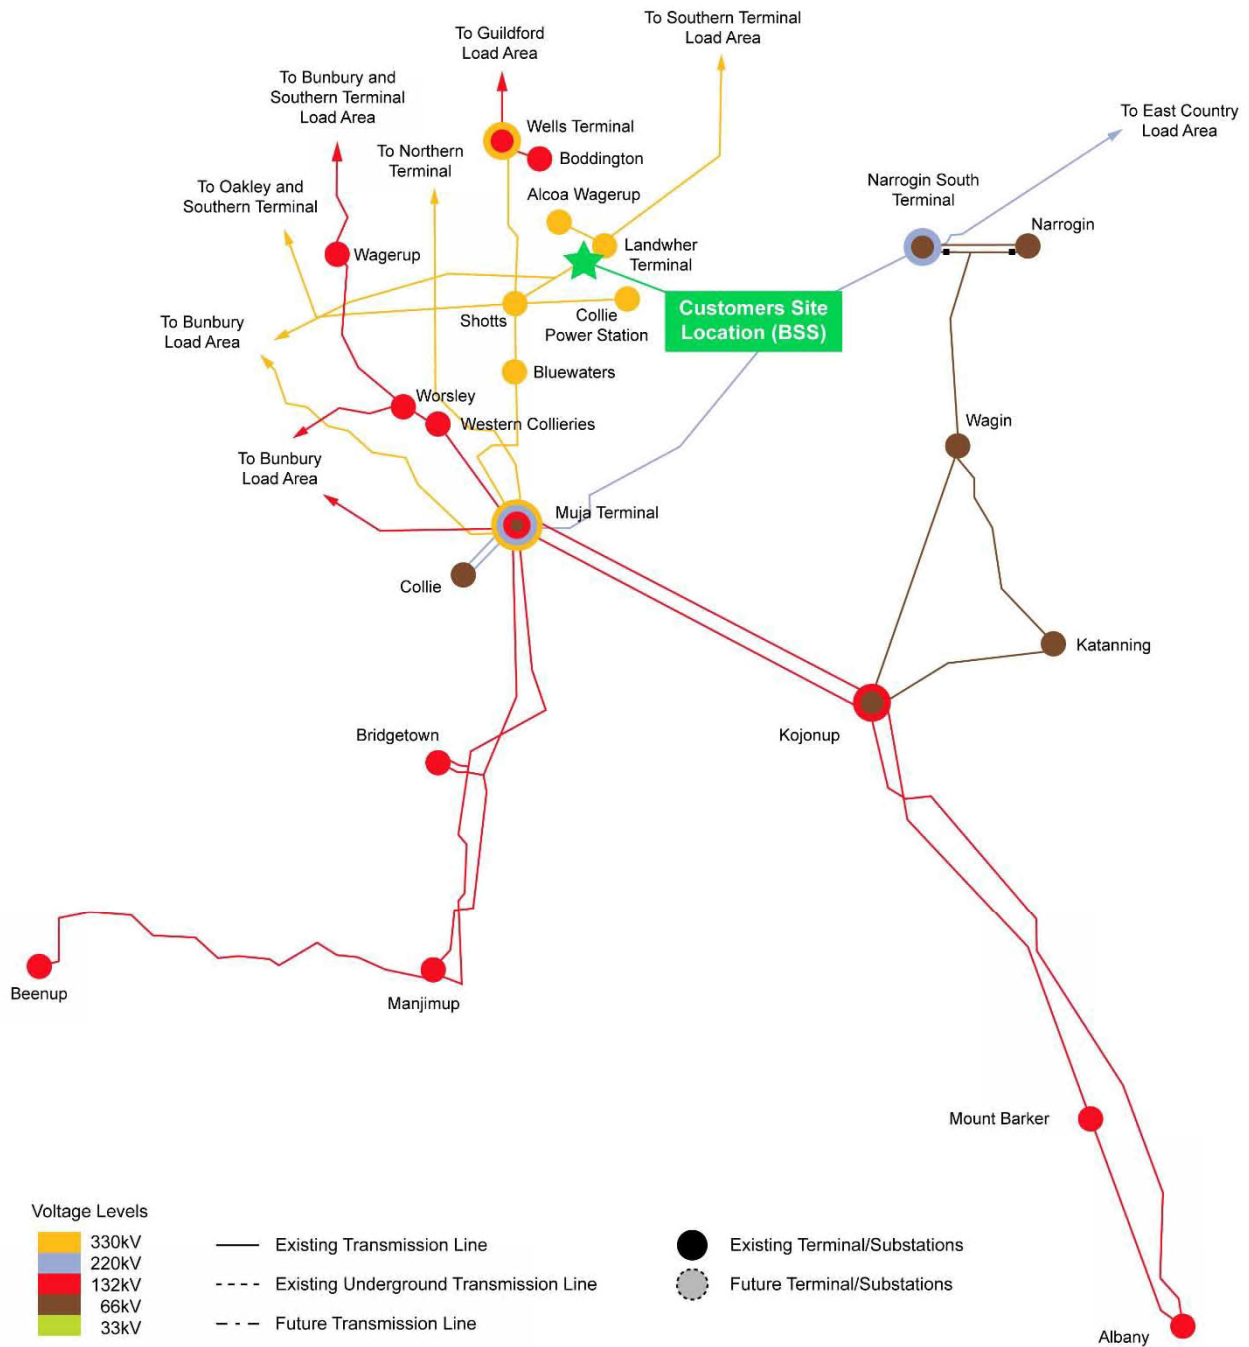 To Southern Terminal
Load Area
To Guildford
Load Area
To Bunbury and
Southern Terminal
Load Area
To East Country
Load Area
Wells Terminal
Boddington
To Northern
Terminal
To Oakley and
Southern Terminal
Alcoa Wagerup
Narrogin South
Terminal
Narrogin
Wagerup
Landwher
Terminal
Customers Site
Location (BSS)
Shotts
Collie
Power Station
To Bunbury
Load Area
Bluewaters
Worsley
Western Collieries
Wagin
To Bunbury
Load Area
Muja Terminal
Collie
Katanning
Bridgetown
Kojonup
Beenup
Manjimup
Mount Barker
Albany
Voltage Levels
330kV
220kV
132kV
66kV
33kV
Existing Transmission Line
Existing Underground Transmission Line
Future Transmission Line
Existing Terminal/Substations
Future Terminal/Substations